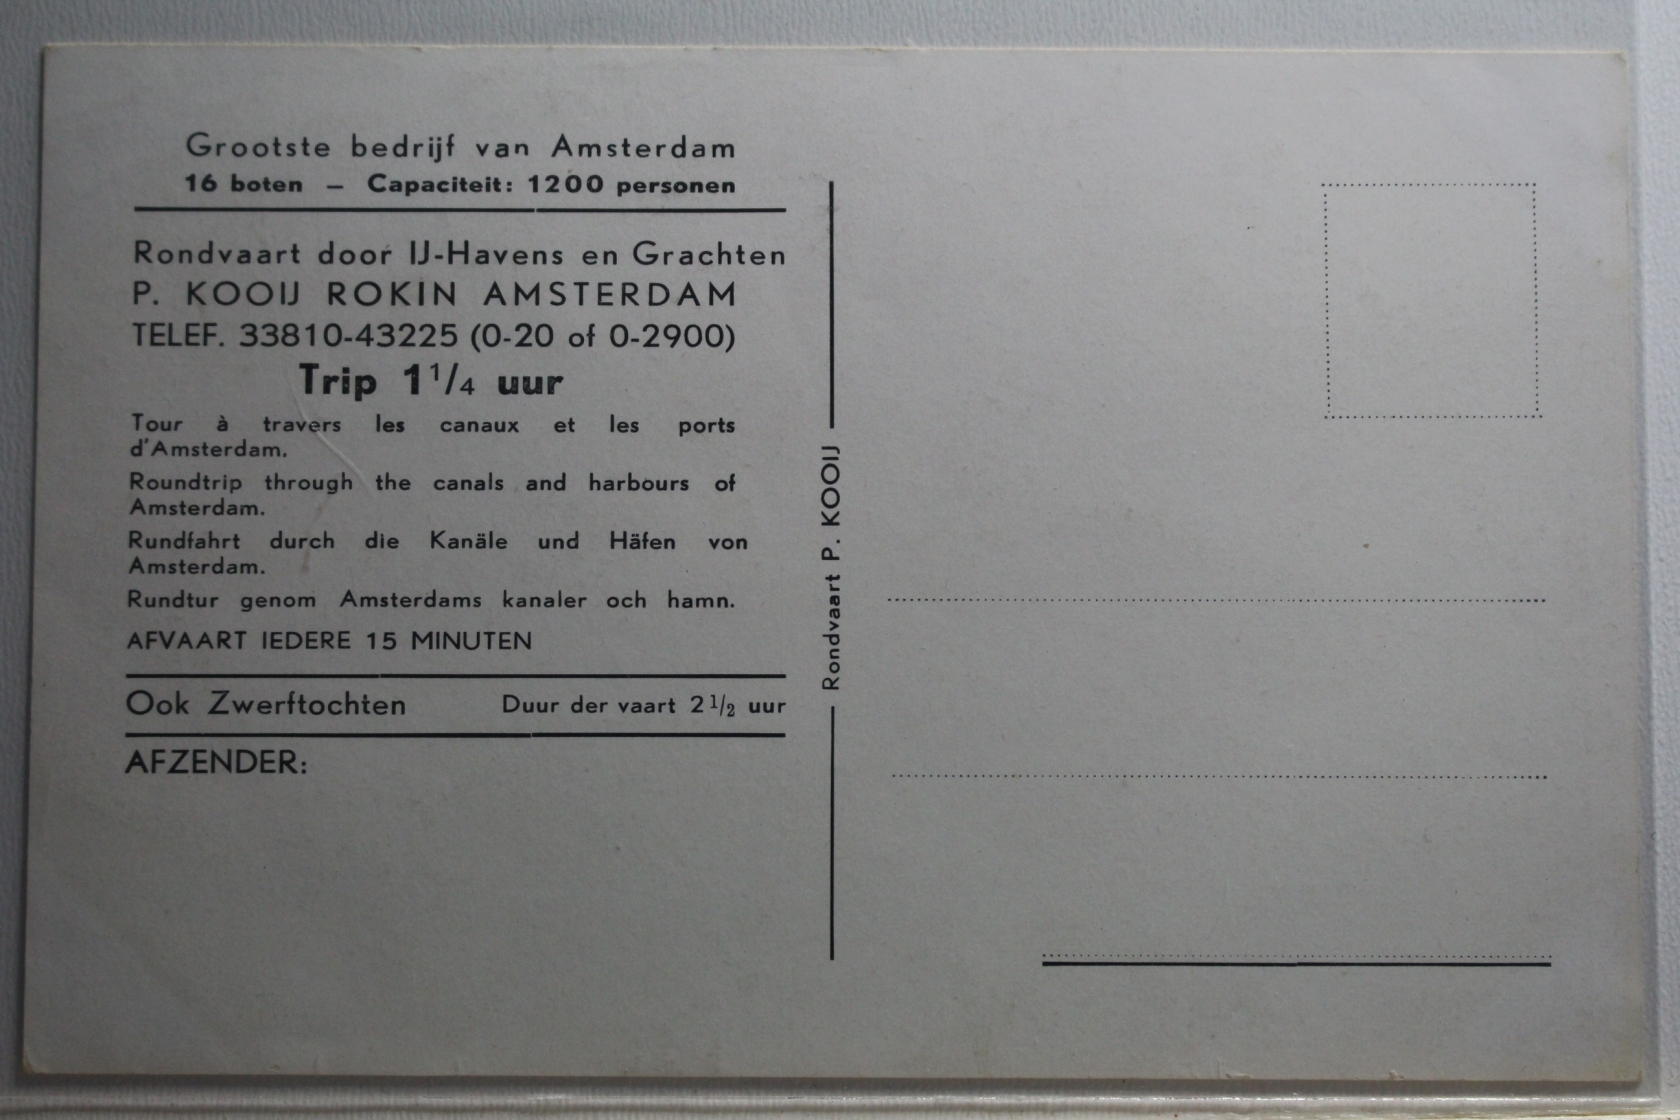 Grootste bedrijf van Amsterdam
16 boten – Capaciteit: 1200 personen
Rondvaart door IJ-Havens en Grachten
P. KOOIJ ROKIN AMSTERDAM
TELEF. 33810-43225 (0-20 of 0-2900)
Trip 1¹/₄ uur
Tour à travers les canaux et les ports
d'Amsterdam.
Roundtrip through the canals and harbours of
Amsterdam.
Rundfahrt durch die Kanäle und Häfen von
Amsterdam.
Rundtur genom Amsterdams kanaler och hamn.
AFVAART IEDERE 15 MINUTEN
Ook Zwerftochten Duur der vaart 2¹/₂ uur
AFZENDER:
Rondvaart P. KOOIJ